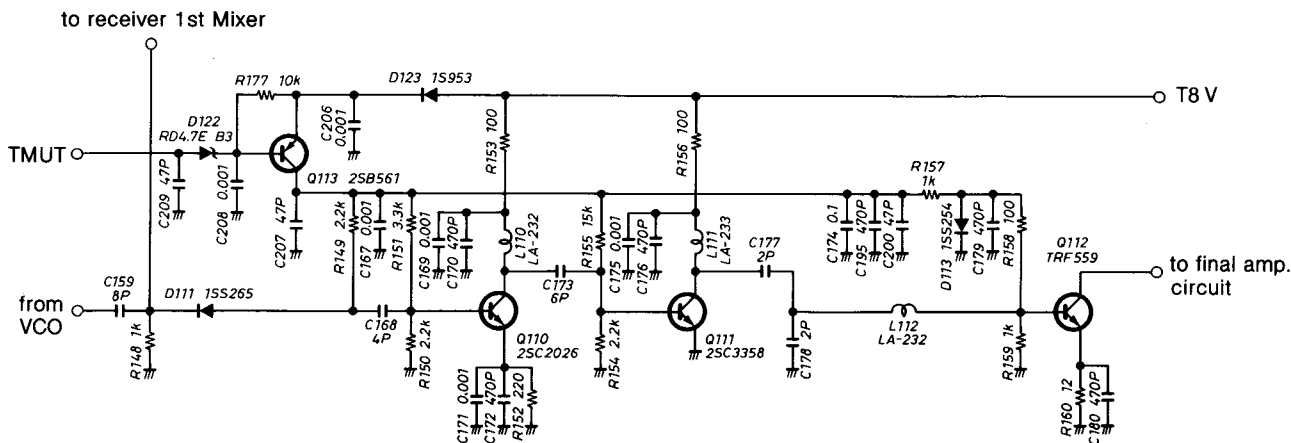 to receiver 1st Mixer
R177 10k
D123 1S953
T8 V
D122
RD4.7E B3
TMUT
C206
0.001
R153 100
R156 100
C209 47P
C208 0.001
Q113 2SB561
R157
1k
C207 47P
R149 2.2k
C167 0.001
R151 3.3k
C169 0.001
C170 470P
L110
LA-232
R155 15k
C175 0.001
C176 470P
L111
LA-233
C174 0.1
C195 470P
C200 47P
D113 1SS254
C179 470P
R158 100
C177
2P
Q112
TRF559
to final amp.
circuit
C159
8P
from
VCO
D111 1SS265
C173
6P
C168
4P
L112
LA-232
R148 1k
R150 2.2k
Q110
2SC2026
R154 2.2k
Q111
2SC3358
C178 2P
R159 1k
C171 0.001
C172 470P
R152 220
R160 12
C180 470P